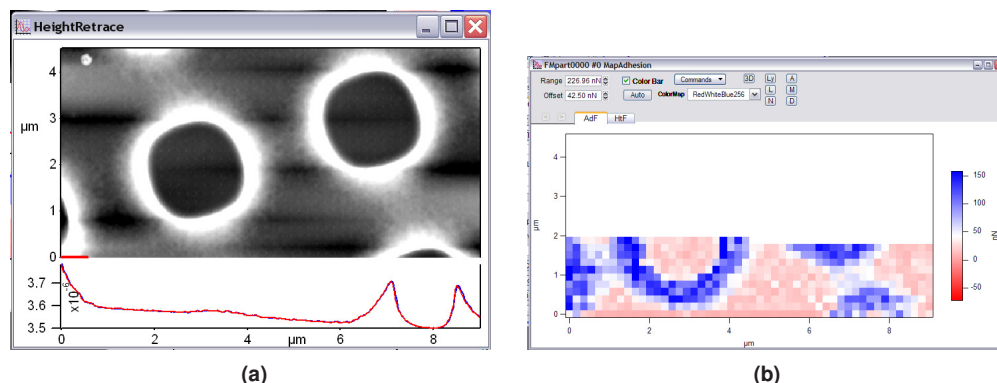 HeightRetrace
4
3
μm
2
1
0
3.7
3.6
3.5
x10⁻⁶
0 2 4 μm 6 8
(a)
FMpart0000 #0 MapAdhesion
Range 226.96 nN Color Bar Commands 3D Ly A
Offset 42.50 nN Auto ColorMap RedWhiteBlue256 L M
N D
AdF HtF
4
3
μm
2
1
0
0 2 4 6 8
μm
150
100
50
0
-50
nN
(b)